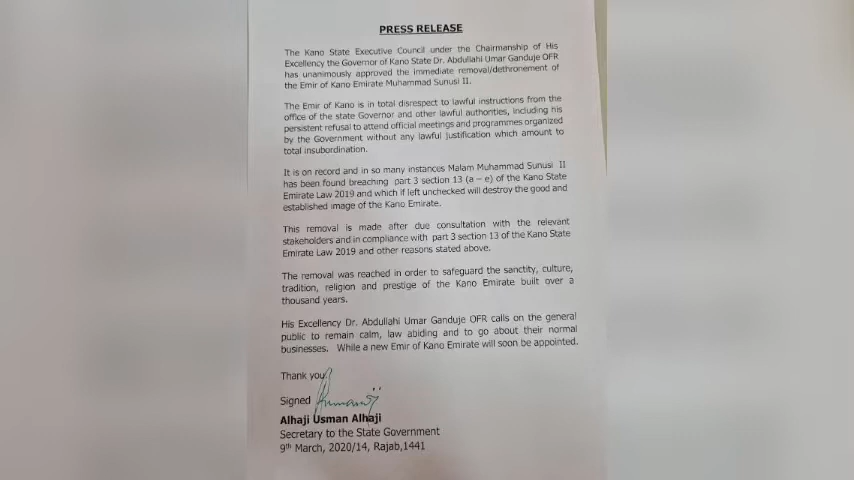 PRESS RELEASE
The Kano State Executive Council under the Chairmanship of His
Excellency the Governor of Kano State Dr. Abdullahi Umar Ganduje OFR
has unanimously approved the immediate removal/dethronement of
the Emir of Kano Emirate Muhammad Sunusi II.
The Emir of Kano is in total disrespect to lawful instructions from the
office of the state Governor and other lawful authorities, including his
persistent refusal to attend official meetings and programmes organized
by the Government without any lawful justification which amount to
total insubordination.
It is on record and in so many instances Malam Muhammad Sunusi II
has been found breaching part 3 section 13 (a – e) of the Kano State
Emirate Law 2019 and which if left unchecked will destroy the good and
established image of the Kano Emirate.
This removal is made after due consultation with the relevant
stakeholders and in compliance with part 3 section 13 of the Kano State
Emirate Law 2019 and other reasons stated above.
The removal was reached in order to safeguard the sanctity, culture,
tradition, religion and prestige of the Kano Emirate built over a
thousand years.
His Excellency Dr. Abdullahi Umar Ganduje OFR calls on the general
public to remain calm, law abiding and to go about their normal
businesses. While a new Emir of Kano Emirate will soon be appointed.
Thank you
Signed
Alhaji Usman Alhaji
Secretary to the State Government
9th March, 2020/14, Rajab,1441